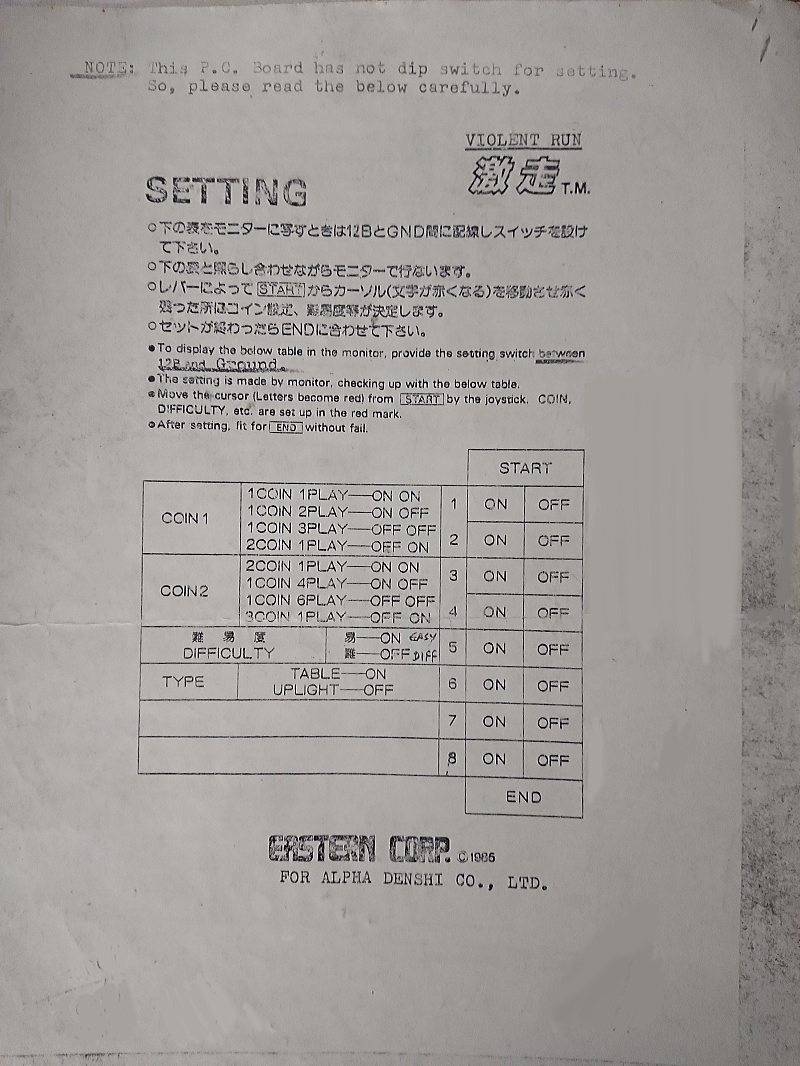 NOTE: This P.C. Board has not dip switch for setting.
So, please read the below carefully.
VIOLENT RUN
激走 T.M.
SETTING
○下の表をモニターに写すときは12BとGND間に配線しスイッチを設け
て下さい。
○下の表と照らし合わせながらモニターで行ないます。
○レバーによって START からカーソル(文字が赤くなる)を移動させ赤く
残った所にコイン設定、難易度等が決定します。
○セットが終わったらENDに合わせて下さい。
●To display the below table in the monitor, provide the setting switch between
12B and Ground.
●The setting is made by monitor, checking up with the below table.
●Move the cursor (Letters become red) from START by the joystick. COIN,
DIFFICULTY, etc. are set up in the red mark.
●After setting, fit for END without fail.
START
COIN 1
1COIN 1PLAY—ON ON
1COIN 2PLAY—ON OFF
1COIN 3PLAY—OFF OFF
2COIN 1PLAY—OFF ON
1 ON OFF
2 ON OFF
COIN 2
2COIN 1PLAY—ON ON
1COIN 4PLAY—ON OFF
1COIN 6PLAY—OFF OFF
3COIN 1PLAY—OFF ON
3 ON OFF
4 ON OFF
難易度
DIFFICULTY
易—ON EASY
難—OFF DIFF
5 ON OFF
TYPE
TABLE—ON
UPLIGHT—OFF
6 ON OFF
7 ON OFF
8 ON OFF
END
EASTERN CORP. ©1985
FOR ALPHA DENSHI CO., LTD.